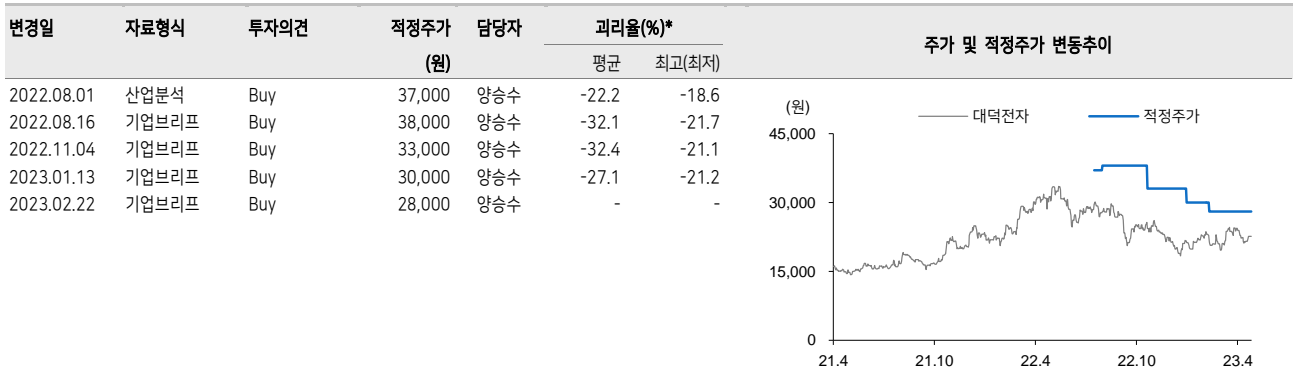 변경일 자료형식 투자의견 적정주가 담당자 괴리율(%)* 주가 및 적정주가 변동추이
(원) 평균 최고(최저)
2022.08.01 산업분석 Buy 37,000 양승수 -22.2 -18.6
2022.08.16 기업브리프 Buy 38,000 양승수 -32.1 -21.7
2022.11.04 기업브리프 Buy 33,000 양승수 -32.4 -21.1
2023.01.13 기업브리프 Buy 30,000 양승수 -27.1 -21.2
2023.02.22 기업브리프 Buy 28,000 양승수 - -
(원) 대덕전자 적정주가
45,000
30,000
15,000
0
21.4 21.10 22.4 22.10 23.4